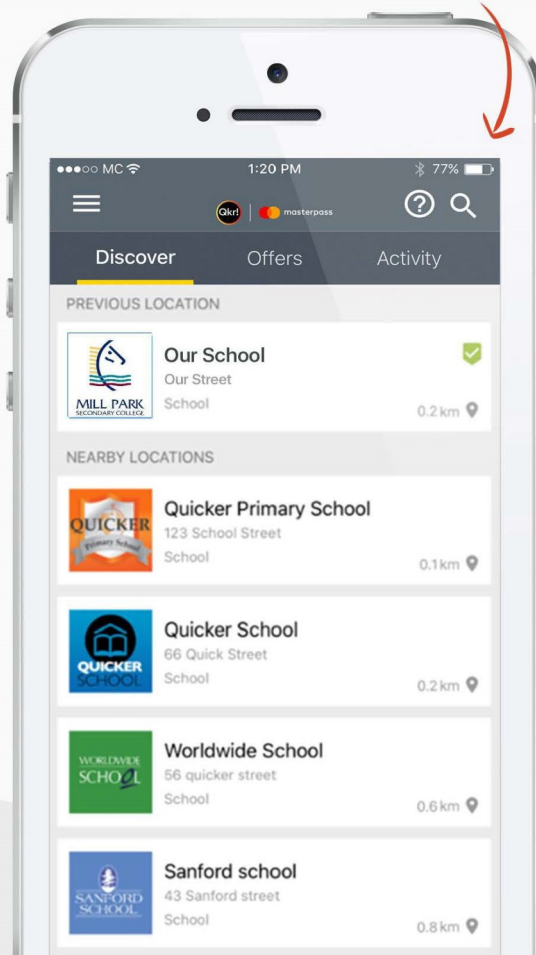 MC
1:20 PM
77%
Qkr!
masterpass
Discover
Offers
Activity
PREVIOUS LOCATION
MILL PARK
SECONDARY COLLEGE
Our School
Our Street
School
0.2 km
NEARBY LOCATIONS
QUICKER
Primary School
Quicker Primary School
123 School Street
School
0.1 km
QUICKER
SCHOOL
Quicker School
66 Quick Street
School
0.2 km
WORLDWIDE
SCHOOL
Worldwide School
56 quicker street
School
0.6 km
SANFORD
SCHOOL
Sanford school
43 Sanford street
School
0.8 km